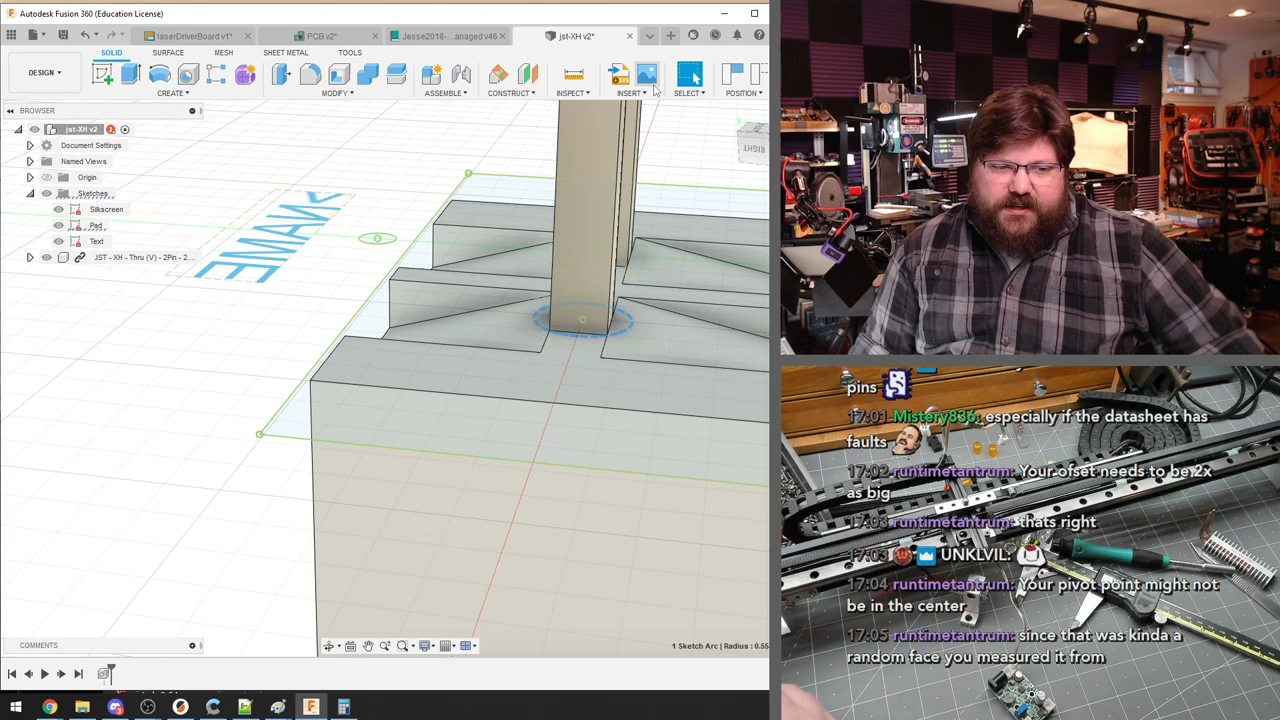 Autodesk Fusion 360 (Education License)
laserDriverBoard v1*
PCB v2*
Jesse2018-...anaged v46
jst-XH v2*
SOLID
SURFACE
MESH
SHEET METAL
TOOLS
DESIGN
CREATE
MODIFY
ASSEMBLE
CONSTRUCT
INSPECT
INSERT
SELECT
POSITION
BROWSER
jst-XH v2
Document Settings
Named Views
Origin
Sketches
Silkscreen
Pad
Text
JST - XH - Thru (V) - 2Pin - 2....
RIGHT
1 Sketch Arc | Radius : 0.55
COMMENTS
pins
17:01 Mistery836: especially if the datasheet has
faults
17:02 runtimetantrum: Your ofset needs to be 2x
as big
17:03 runtimetantrum: thats right
17:03 UNKLVIL:
17:04 runtimetantrum: Your pivot point might not
be in the center
17:05 runtimetantrum: since that was kinda a
random face you measured it from